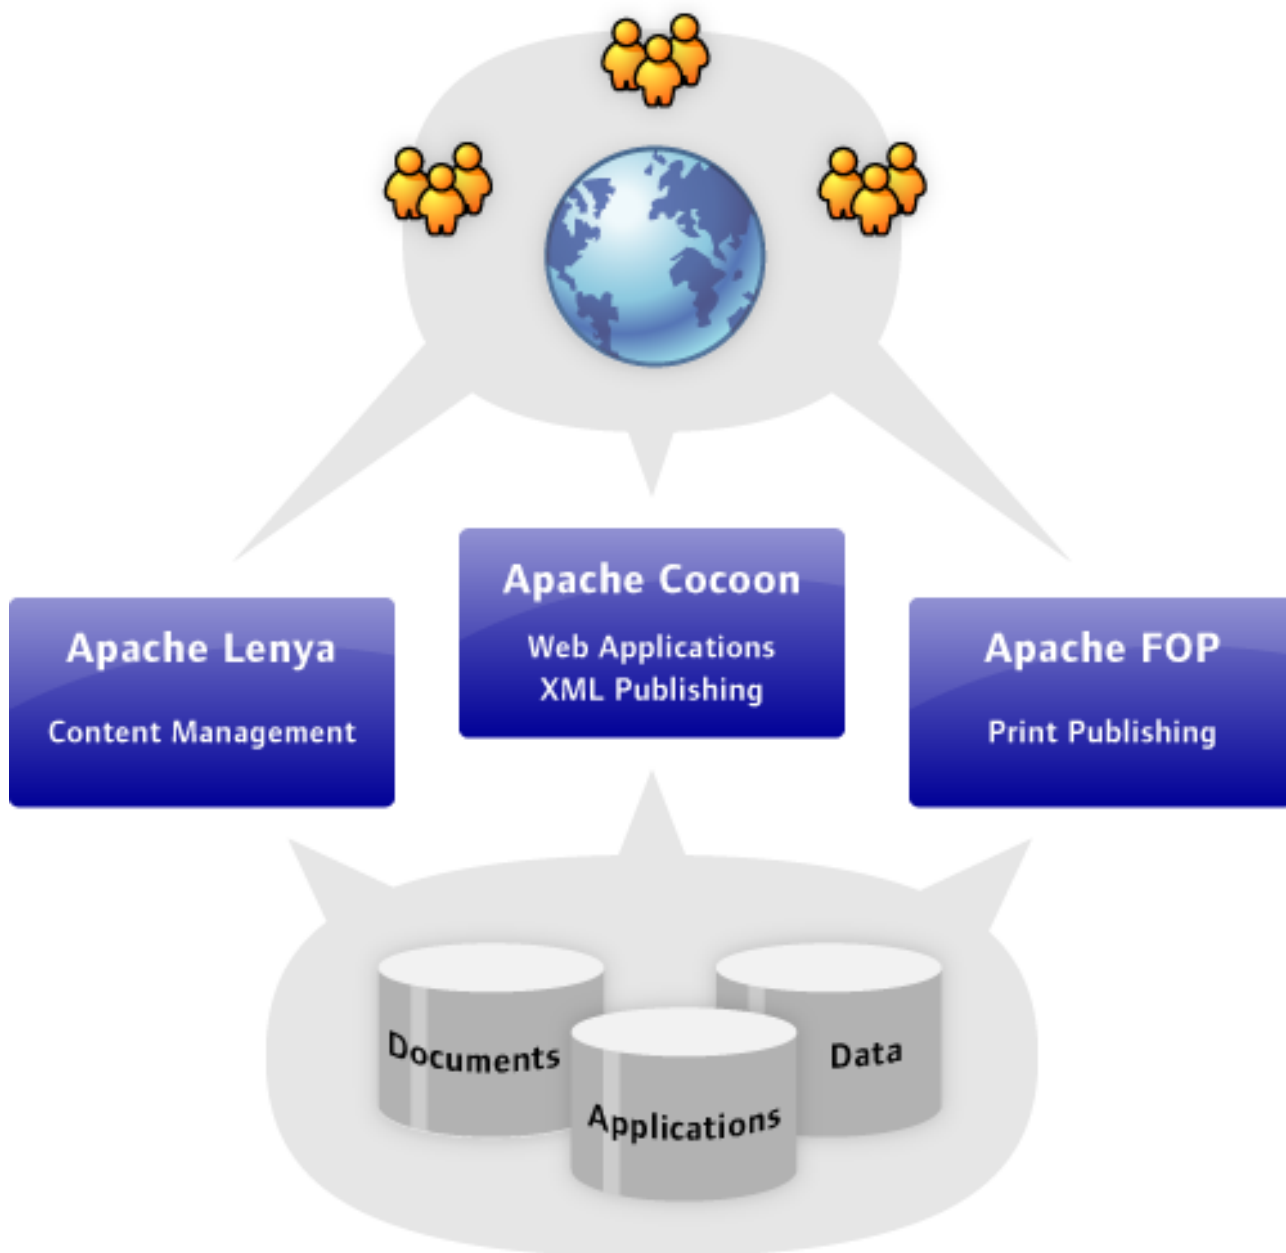 Apache Cocoon
Web Applications
XML Publishing
Apache Lenya
Content Management
Apache FOP
Print Publishing
Documents
Applications
Data